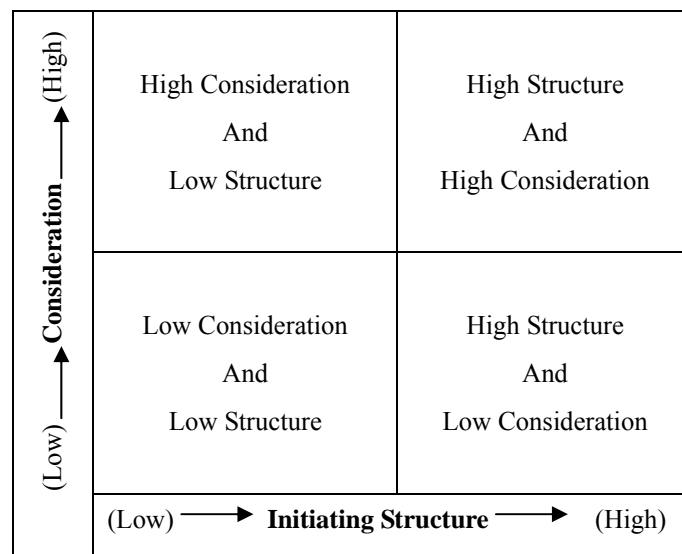 (Low) Consideration (High)
High Consideration
And
Low Structure
High Structure
And
High Consideration
Low Consideration
And
Low Structure
High Structure
And
Low Consideration
(Low) Initiating Structure (High)